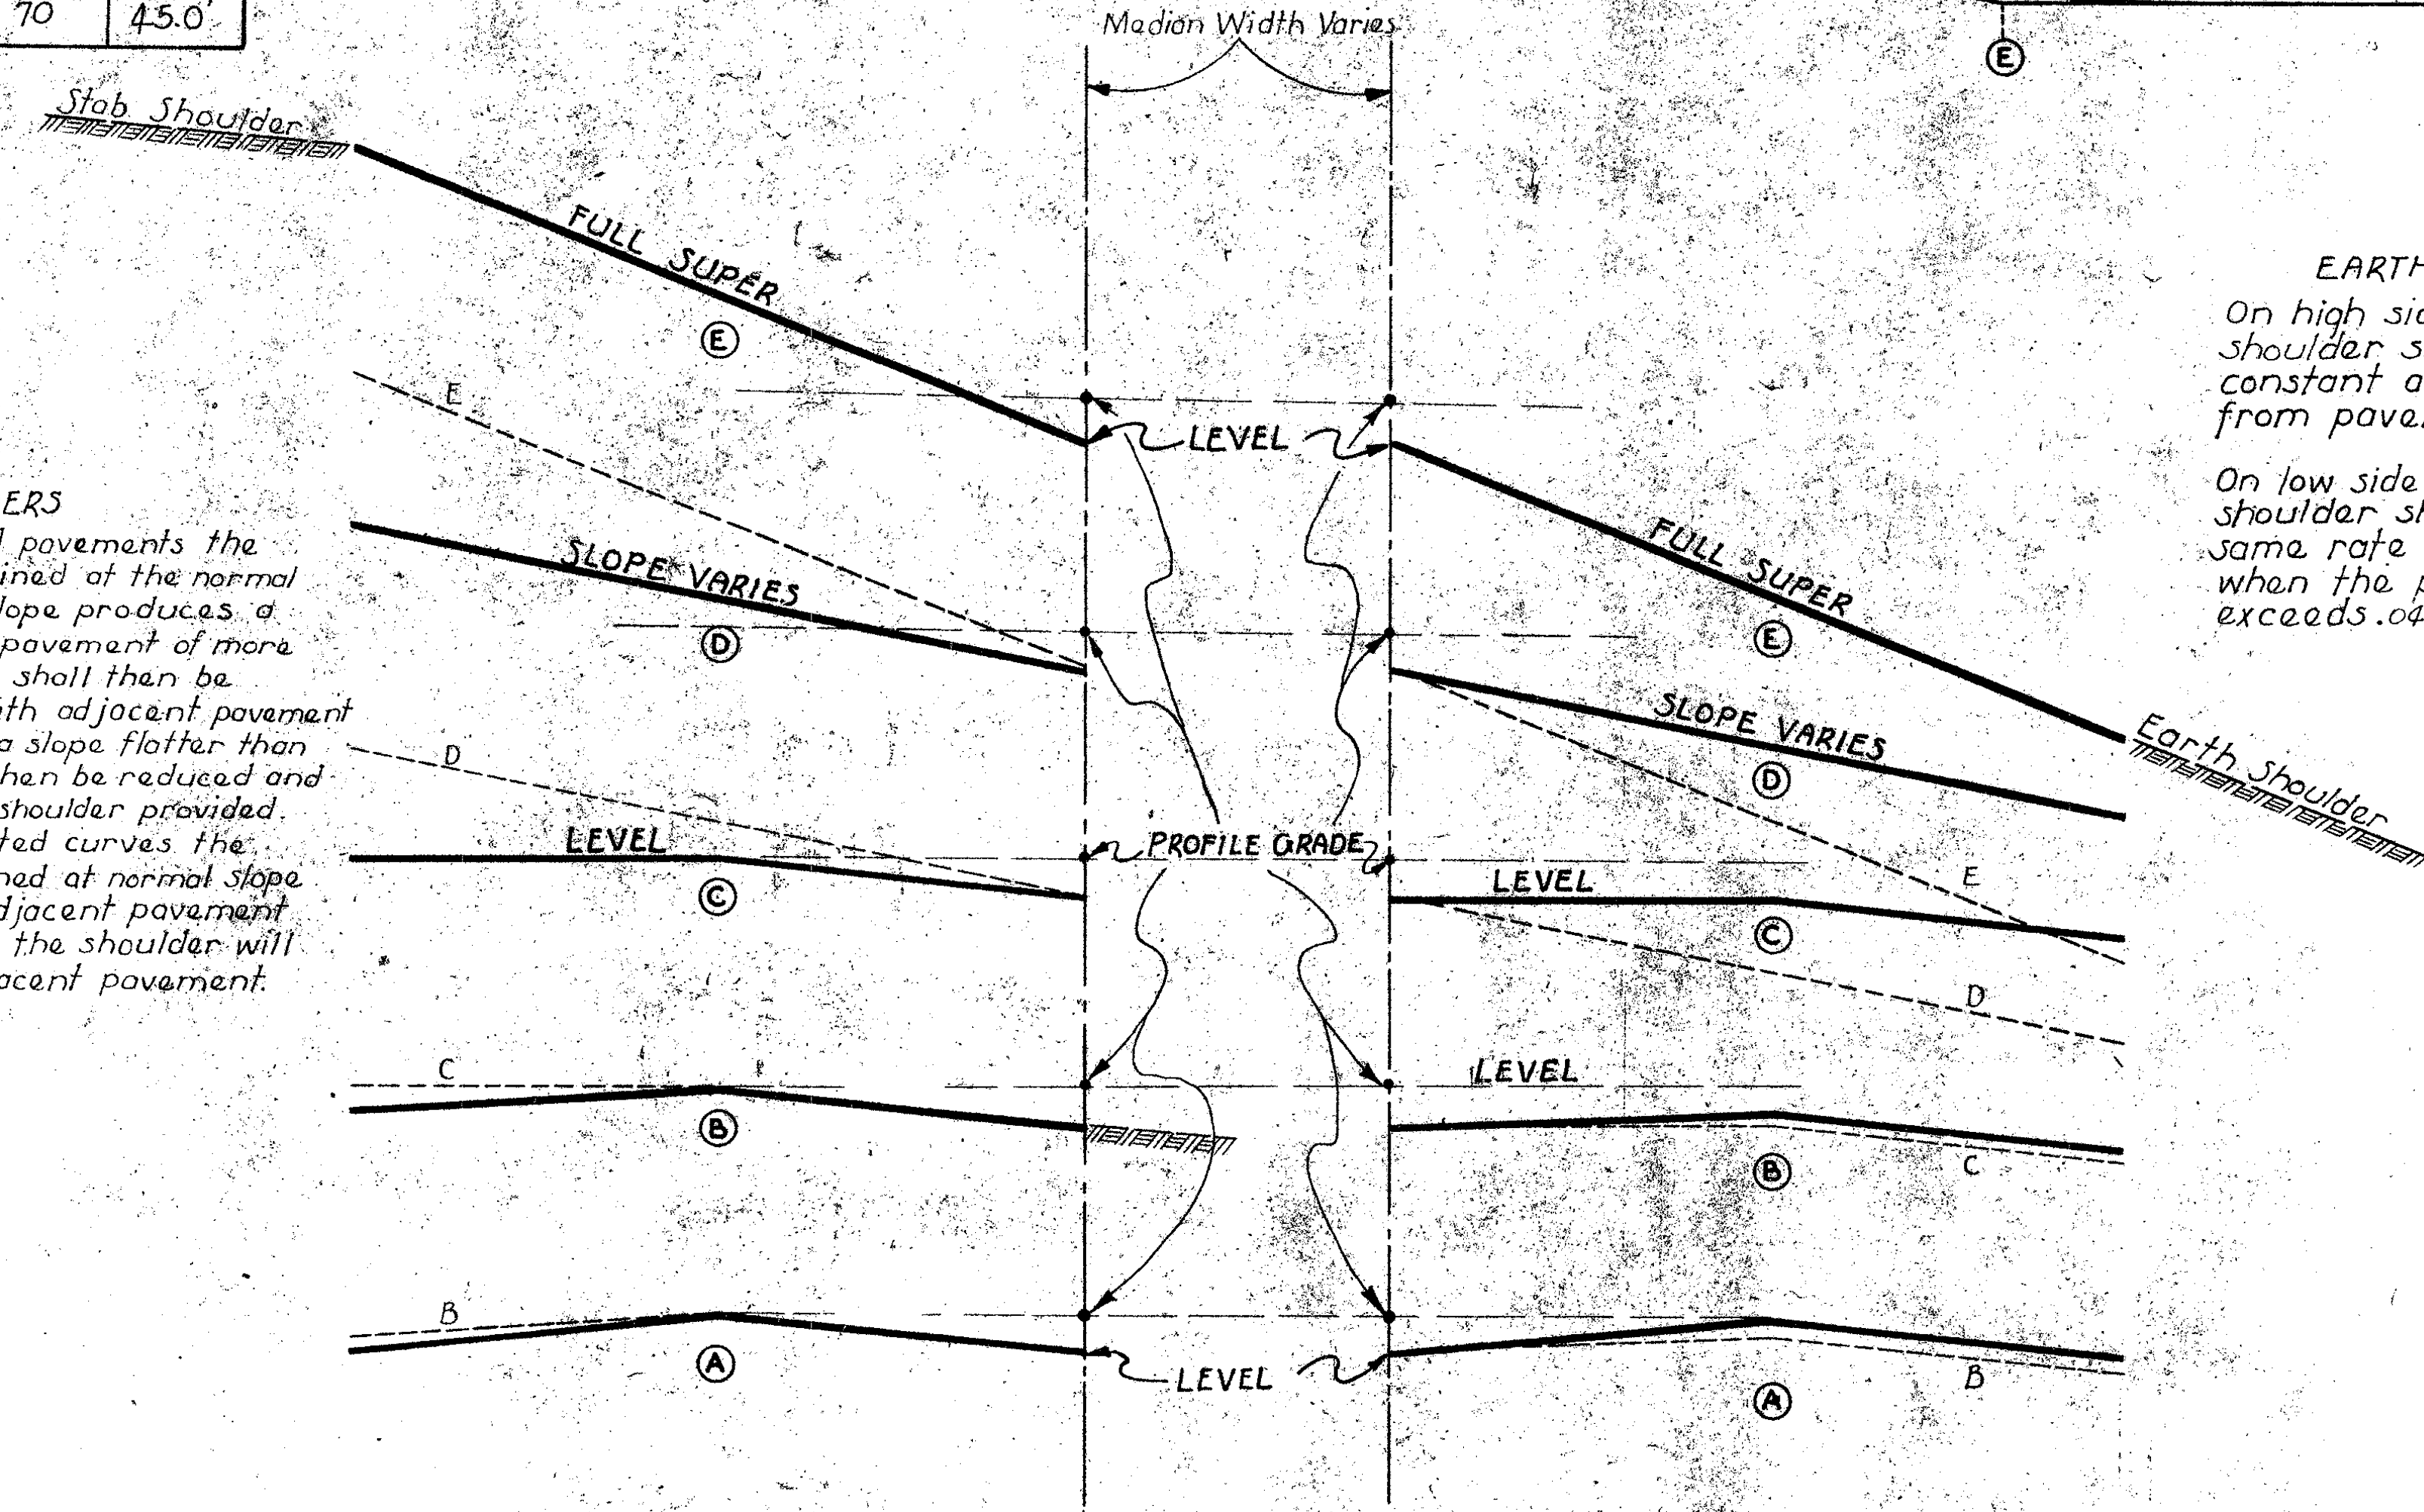 70 45.0'
Median Width Varies
E
Stab Shoulder
FULL SUPER
E
E
LEVEL
FULL SUPER
E
SLOPE VARIES
D
SLOPE VARIES
D
Earth Shoulder
D
LEVEL
C
PROFILE GRADE
LEVEL
C
E
D
C
B
LEVEL
B
C
B
A
LEVEL
A
B
ERS
pavements the
ined at the normal
lope produces a
pavement of more
shall then be
ith adjacent pavement
a slope flatter than
hen be reduced and
shoulder provided.
ted curves the
ned at normal slope
djacent pavement
the shoulder will
acent pavement.
EARTH
On high sid
shoulder s
constant a
from pave
On low side
shoulder sh
same rate
when the p
exceeds .04